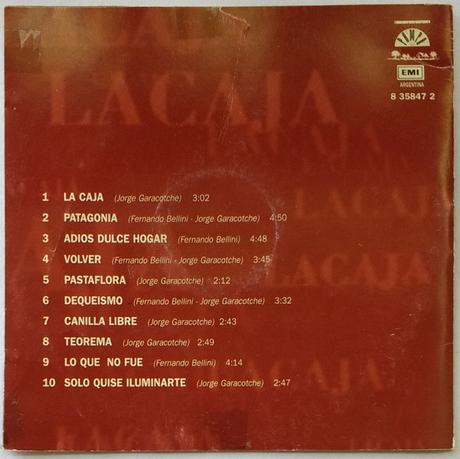 LACAJA
EMI
ARGENTINA
8 35847 2
LACAJA
LACAJA
1 LA CAJA (Jorge Garacotche) 3:02
2 PATAGONIA (Fernando Bellini - Jorge Garacotche) 4:50
3 ADIOS DULCE HOGAR (Fernando Bellini) 4:48
4 VOLVER (Fernando Bellini - Jorge Garacotche) 3:45
5 PASTAFLORA (Jorge Garacotche) 2:12
6 DEQUEISMO (Fernando Bellini - Jorge Garacotche) 3:32
7 CANILLA LIBRE (Jorge Garacotche) 2:43
8 TEOREMA (Jorge Garacotche) 2:49
9 LO QUE NO FUE (Fernando Bellini) 4:14
10 SOLO QUISE ILUMINARTE (Jorge Garacotche) 2:47
LACAJA